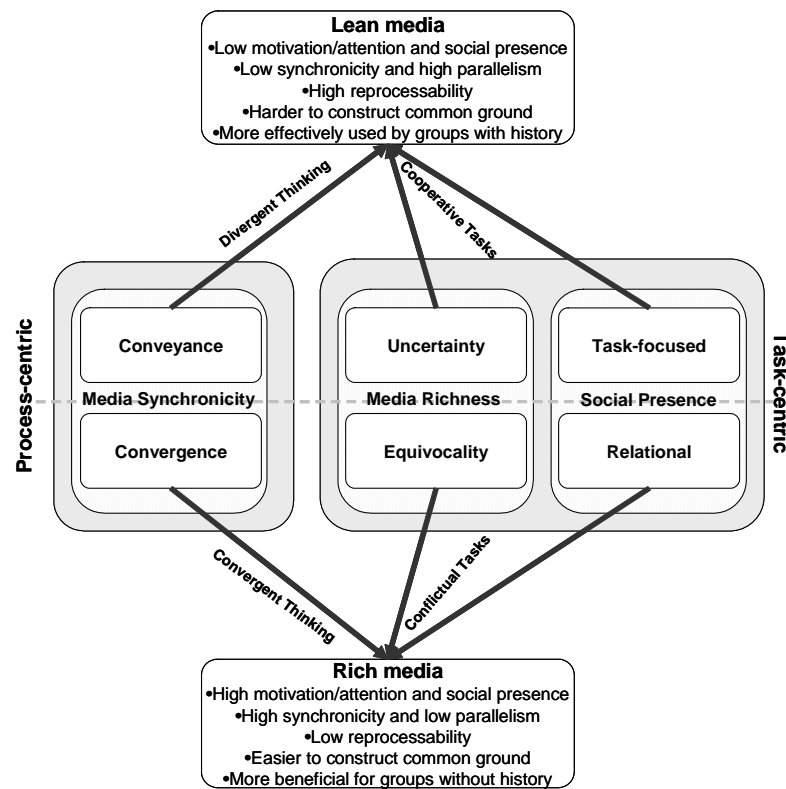 Lean media
•Low motivation/attention and social presence
•Low synchronicity and high parallelism
•High reprocessability
•Harder to construct common ground
•More effectively used by groups with history
Divergent Thinking
Cooperative Tasks
Process-centric
Task-centric
Conveyance
Uncertainty
Task-focused
Media Synchronicity
Media Richness
Social Presence
Convergence
Equivocality
Relational
Convergent Thinking
Conflictual Tasks
Rich media
•High motivation/attention and social presence
•High synchronicity and low parallelism
•Low reprocessability
•Easier to construct common ground
•More beneficial for groups without history